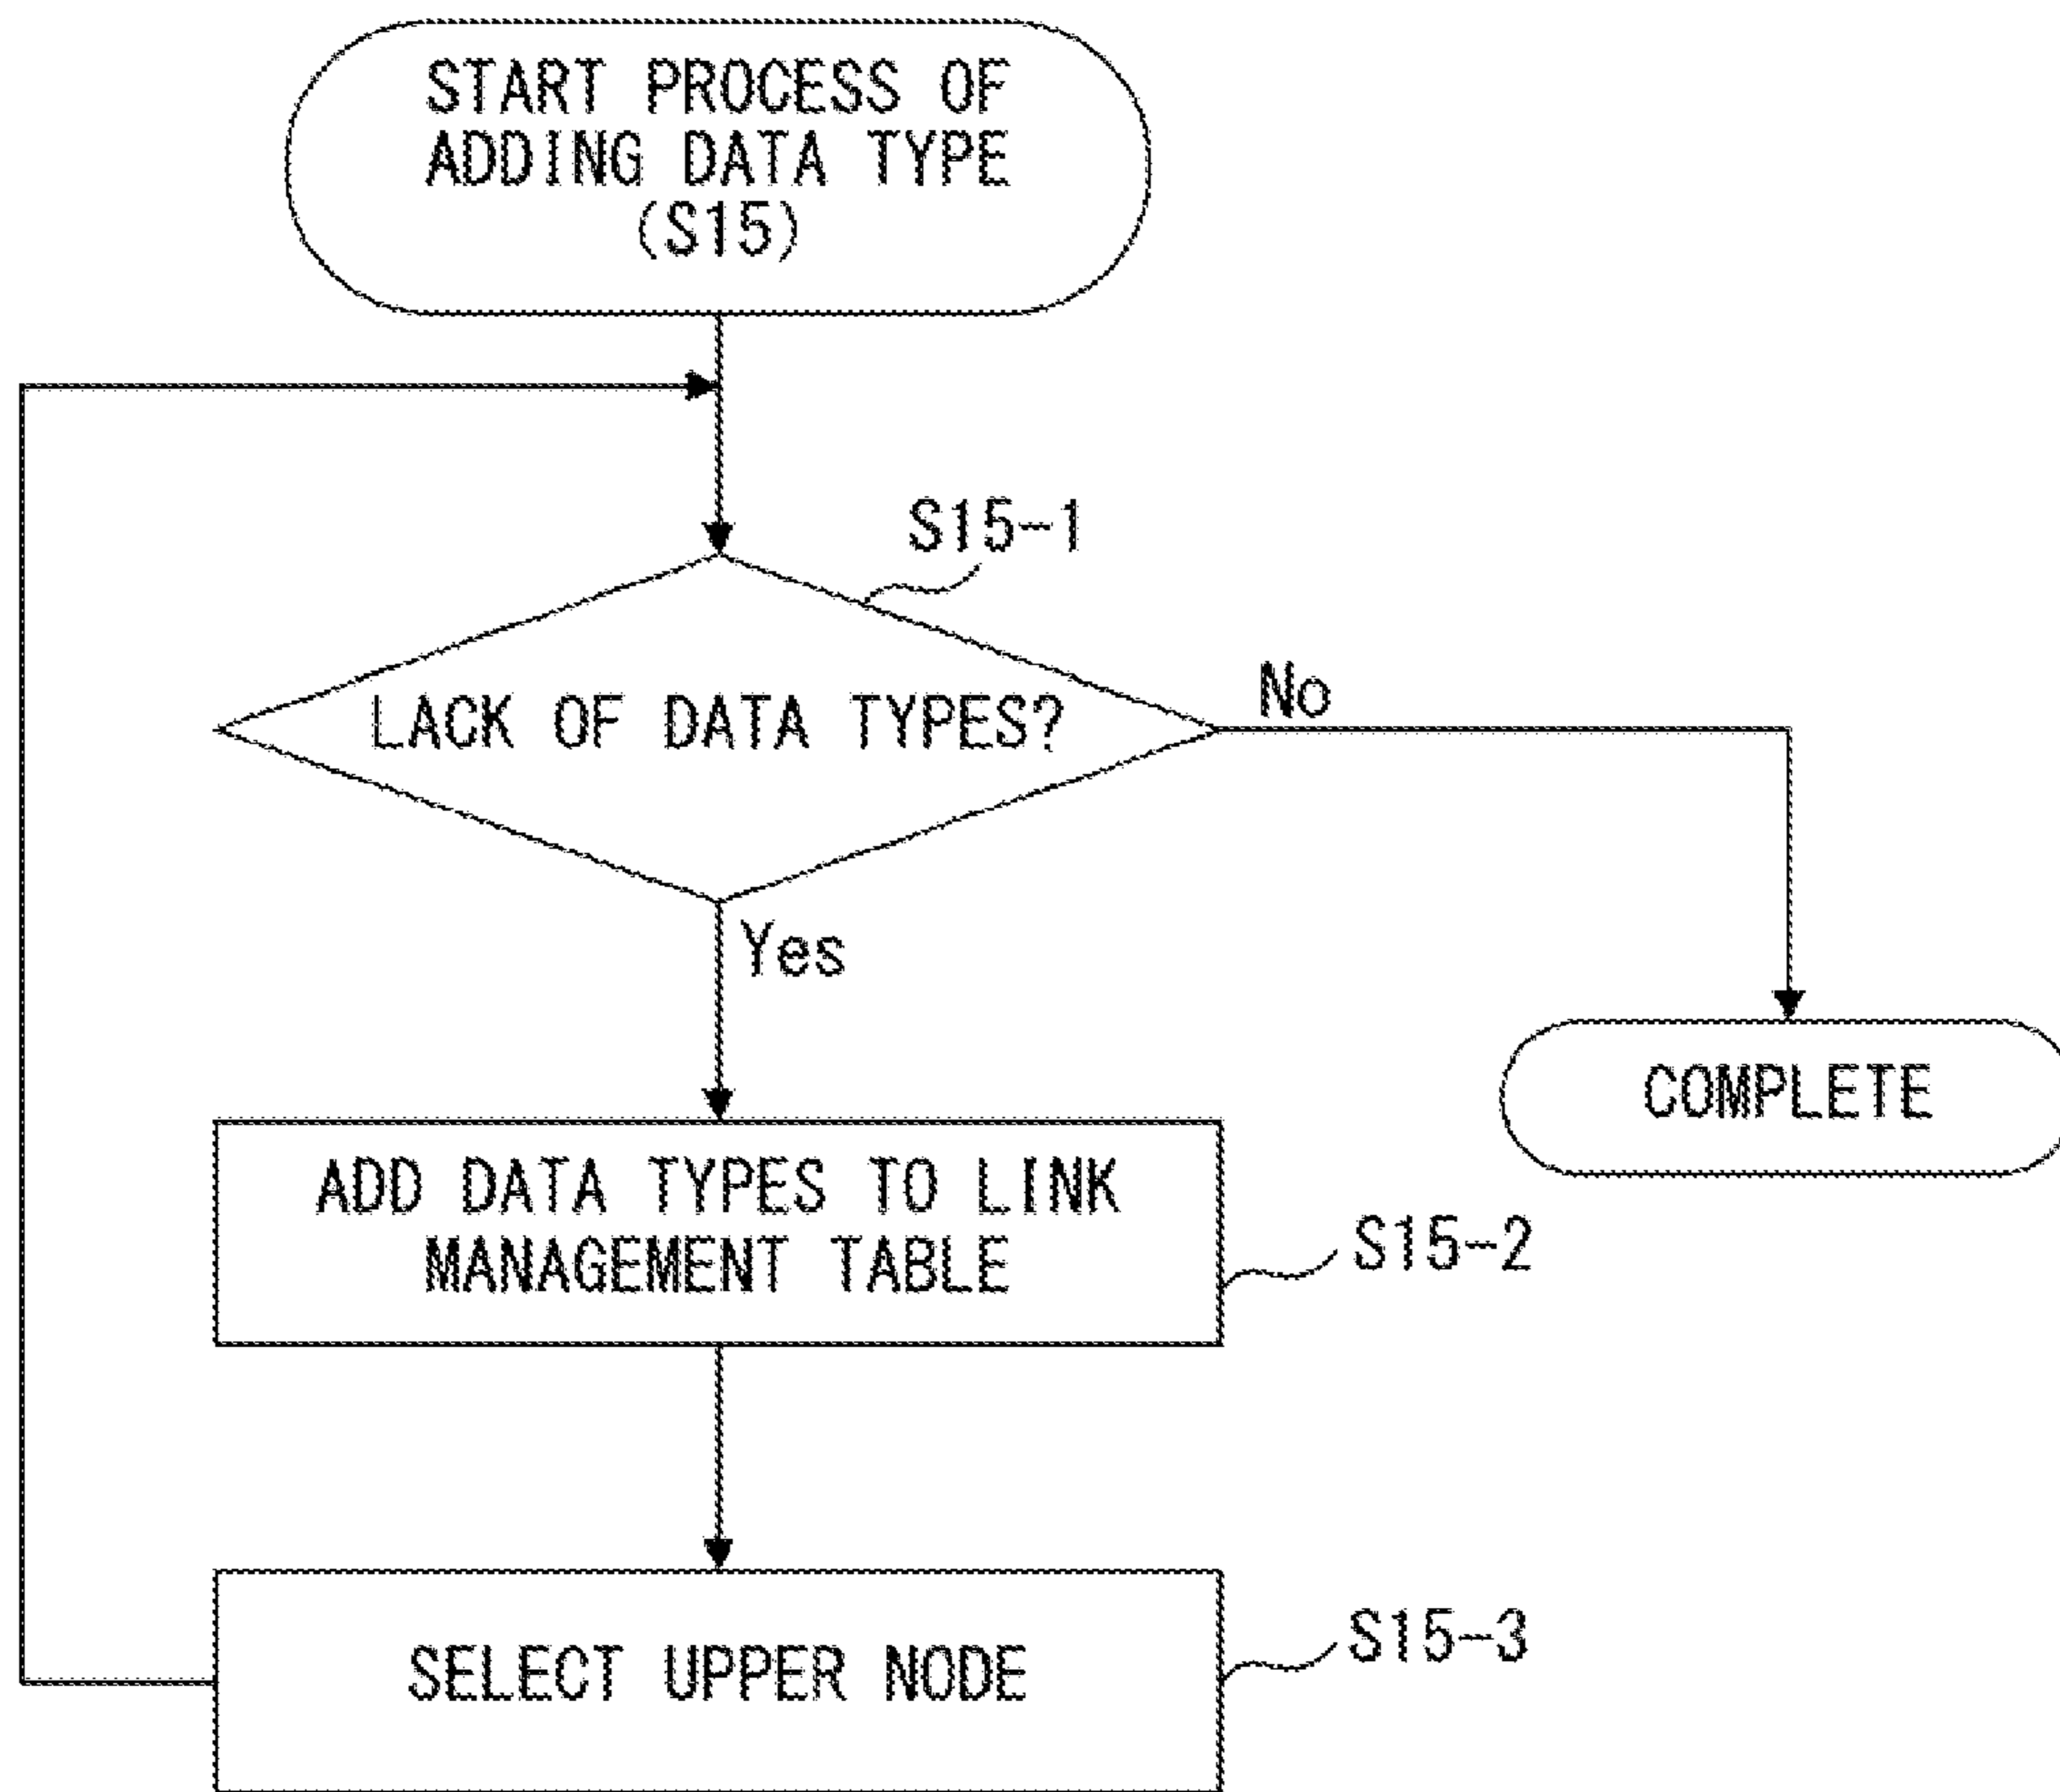 START PROCESS OF
ADDING DATA TYPE
(S15)
S15-1
LACK OF DATA TYPES?
No
Yes
COMPLETE
ADD DATA TYPES TO LINK
MANAGEMENT TABLE
S15-2
SELECT UPPER NODE
S15-3